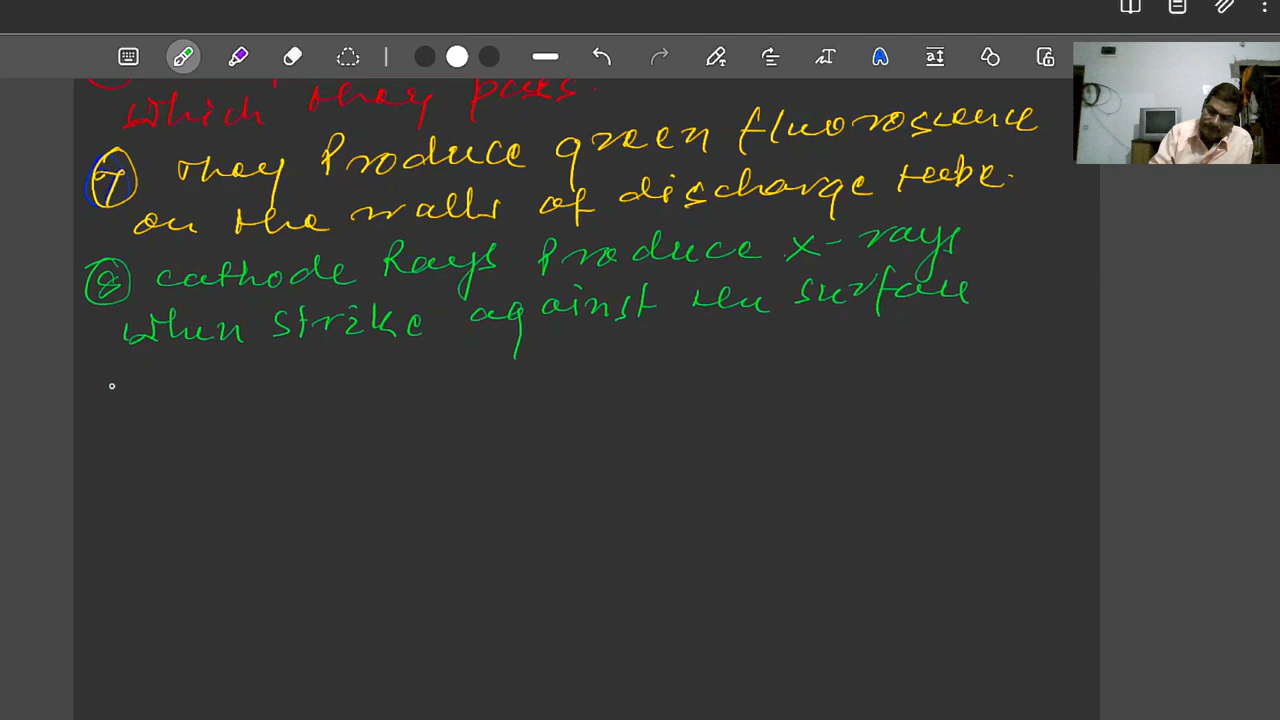 which they pass.
7 They Produce green fluoroscence
on the walls of discharge tube.
8 cathode Rays Produce x-rays
when strike against the surface